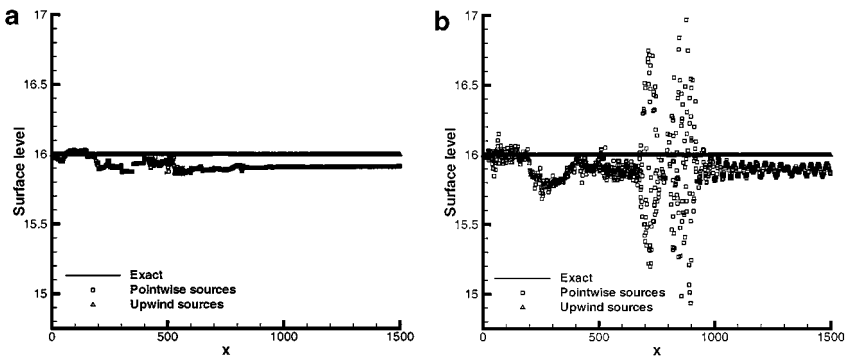 a
17
16.5
16
15.5
15
Surface level
Exact
Pointwise sources
Upwind sources
0
500
1000
1500
x
b
17
16.5
16
15.5
15
Surface level
Exact
Pointwise sources
Upwind sources
0
500
1000
1500
x